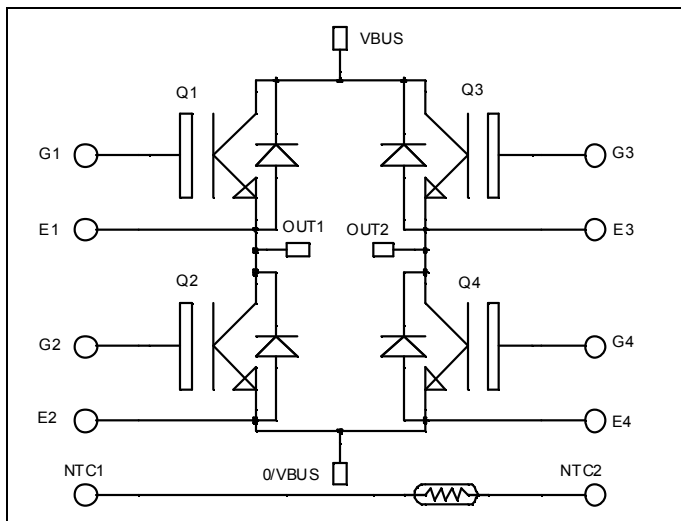 VBUS
Q1
Q3
G1
G3
E1
E3
OUT1
OUT2
Q2
Q4
G2
G4
E2
E4
NTC1
0/VBUS
NTC2